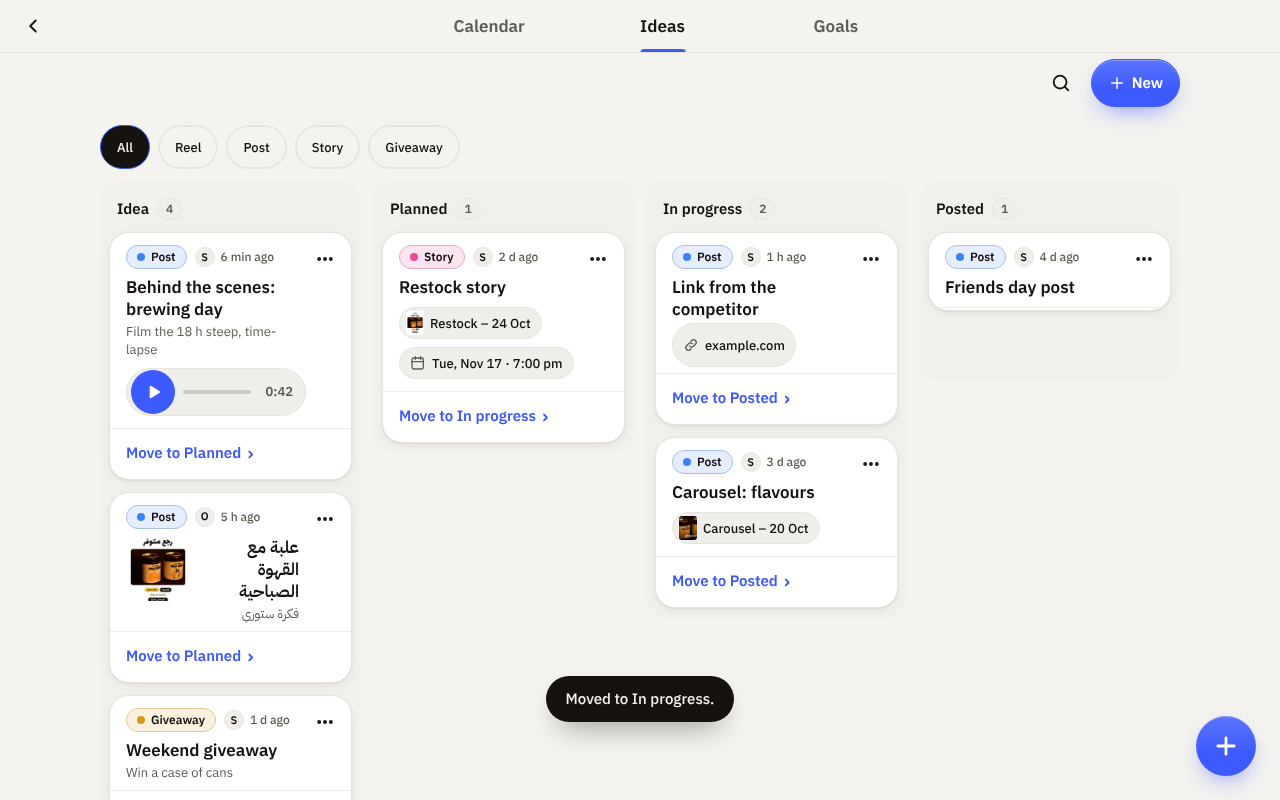 Calendar
Ideas
Goals
New
All
Reel
Post
Story
Giveaway
Idea 4
Post S 6 min ago
Behind the scenes:
brewing day
Film the 18 h steep, time-
lapse
0:42
Move to Planned
Post O 5 h ago
رجع متوفر
علبة مع
القهوة
الصباحية
فكرة ستوري
Move to Planned
Giveaway S 1 d ago
Weekend giveaway
Win a case of cans
Planned 1
Story S 2 d ago
Restock story
Restock – 24 Oct
Tue, Nov 17 · 7:00 pm
Move to In progress
In progress 2
Post S 1 h ago
Link from the
competitor
example.com
Move to Posted
Post S 3 d ago
Carousel: flavours
Carousel – 20 Oct
Move to Posted
Posted 1
Post S 4 d ago
Friends day post
Moved to In progress.